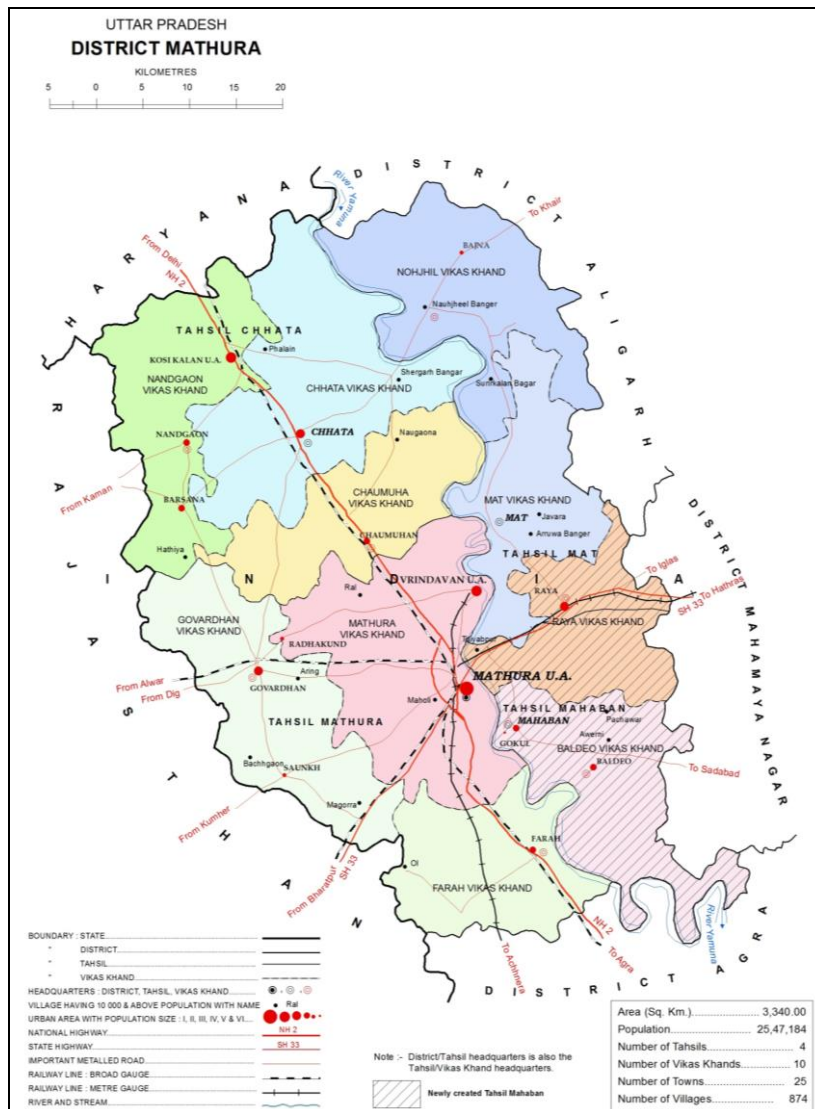 UTTAR PRADESH
DISTRICT MATHURA
KILOMETRES
5 0 5 10 15 20
HARYANA
DISTRICT ALIGARH
River Yamuna
To Khair
From Delhi
NH 2
BAJNA
NOHJHIL VIKAS KHAND
Nauhjheel Banger
TAHSIL CHHATA
Phalain
KOSI KALAN U.A.
NANDGAON
VIKAS KHAND
CHHATA VIKAS KHAND
Shergarh Bangar
Surirkalan Bagar
CHHATA
NANDGAON
Naugaona
From Kaman
BARSANA
CHAUMUHA
VIKAS KHAND
MAT VIKAS KHAND
MAT
Javara
Arruwa Banger
CHAUMUHAN
TAHSIL MAT
Hathiya
INDIA
To Iglas
To Hathras
SH 33
DISTRICT MAHAMAYA NAGAR
VRINDAVAN U.A.
RAYA
Ral
RAYA VIKAS KHAND
GOVARDHAN
VIKAS KHAND
MATHURA
VIKAS KHAND
RADHAKUND
Taiyabpur
From Alwar
From Dig
GOVARDHAN
Aring
MATHURA U.A.
Maholi
TAHSIL MATHURA
TAHSIL MAHABAN
MAHABAN
Pachawar
GOKUL
Awerni
BALDEO VIKAS KHAND
BALDEO
To Sadabad
Bachhgaon
SAUNKH
From Kumher
Magorra
RAJASTHAN
FARAH
Ol
From Bharatpur
SH 33
FARAH VIKAS KHAND
NH 2
To Agra
To Achhnera
River Yamuna
DISTRICT AGRA
BOUNDARY : STATE
" DISTRICT
" TAHSIL
" VIKAS KHAND
HEADQUARTERS : DISTRICT, TAHSIL, VIKAS KHAND
VILLAGE HAVING 10 000 & ABOVE POPULATION WITH NAME Ral
URBAN AREA WITH POPULATION SIZE : I, II, III, IV, V & VI
NATIONAL HIGHWAY NH 2
STATE HIGHWAY SH 33
IMPORTANT METALLED ROAD
RAILWAY LINE : BROAD GAUGE
RAILWAY LINE : METRE GAUGE
RIVER AND STREAM
Note :- District/Tahsil headquarters is also the
Tahsil/Vikas Khand headquarters.
Newly created Tahsil Mahaban
Area (Sq. Km.) 3,340.00
Population 25,47,184
Number of Tahsils 4
Number of Vikas Khands 10
Number of Towns 25
Number of Villages 874